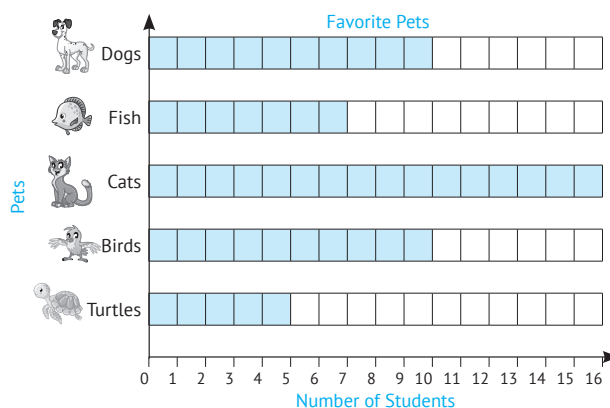 Favorite Pets
Dogs
Fish
Cats
Birds
Turtles
Pets
0 1 2 3 4 5 6 7 8 9 10 11 12 13 14 15 16
Number of Students